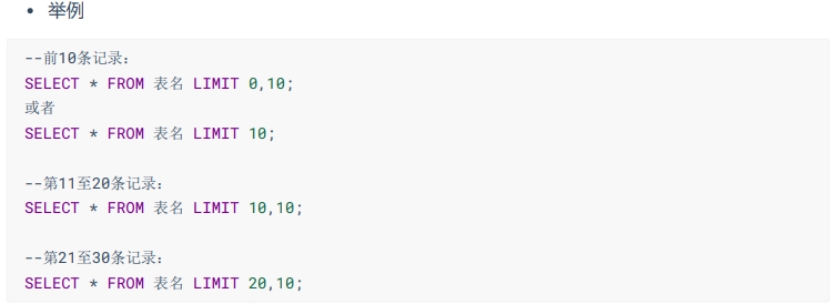 • 举例
--前10条记录：
SELECT * FROM 表名 LIMIT 0,10;
或者
SELECT * FROM 表名 LIMIT 10;
--第11至20条记录：
SELECT * FROM 表名 LIMIT 10,10;
--第21至30条记录：
SELECT * FROM 表名 LIMIT 20,10;